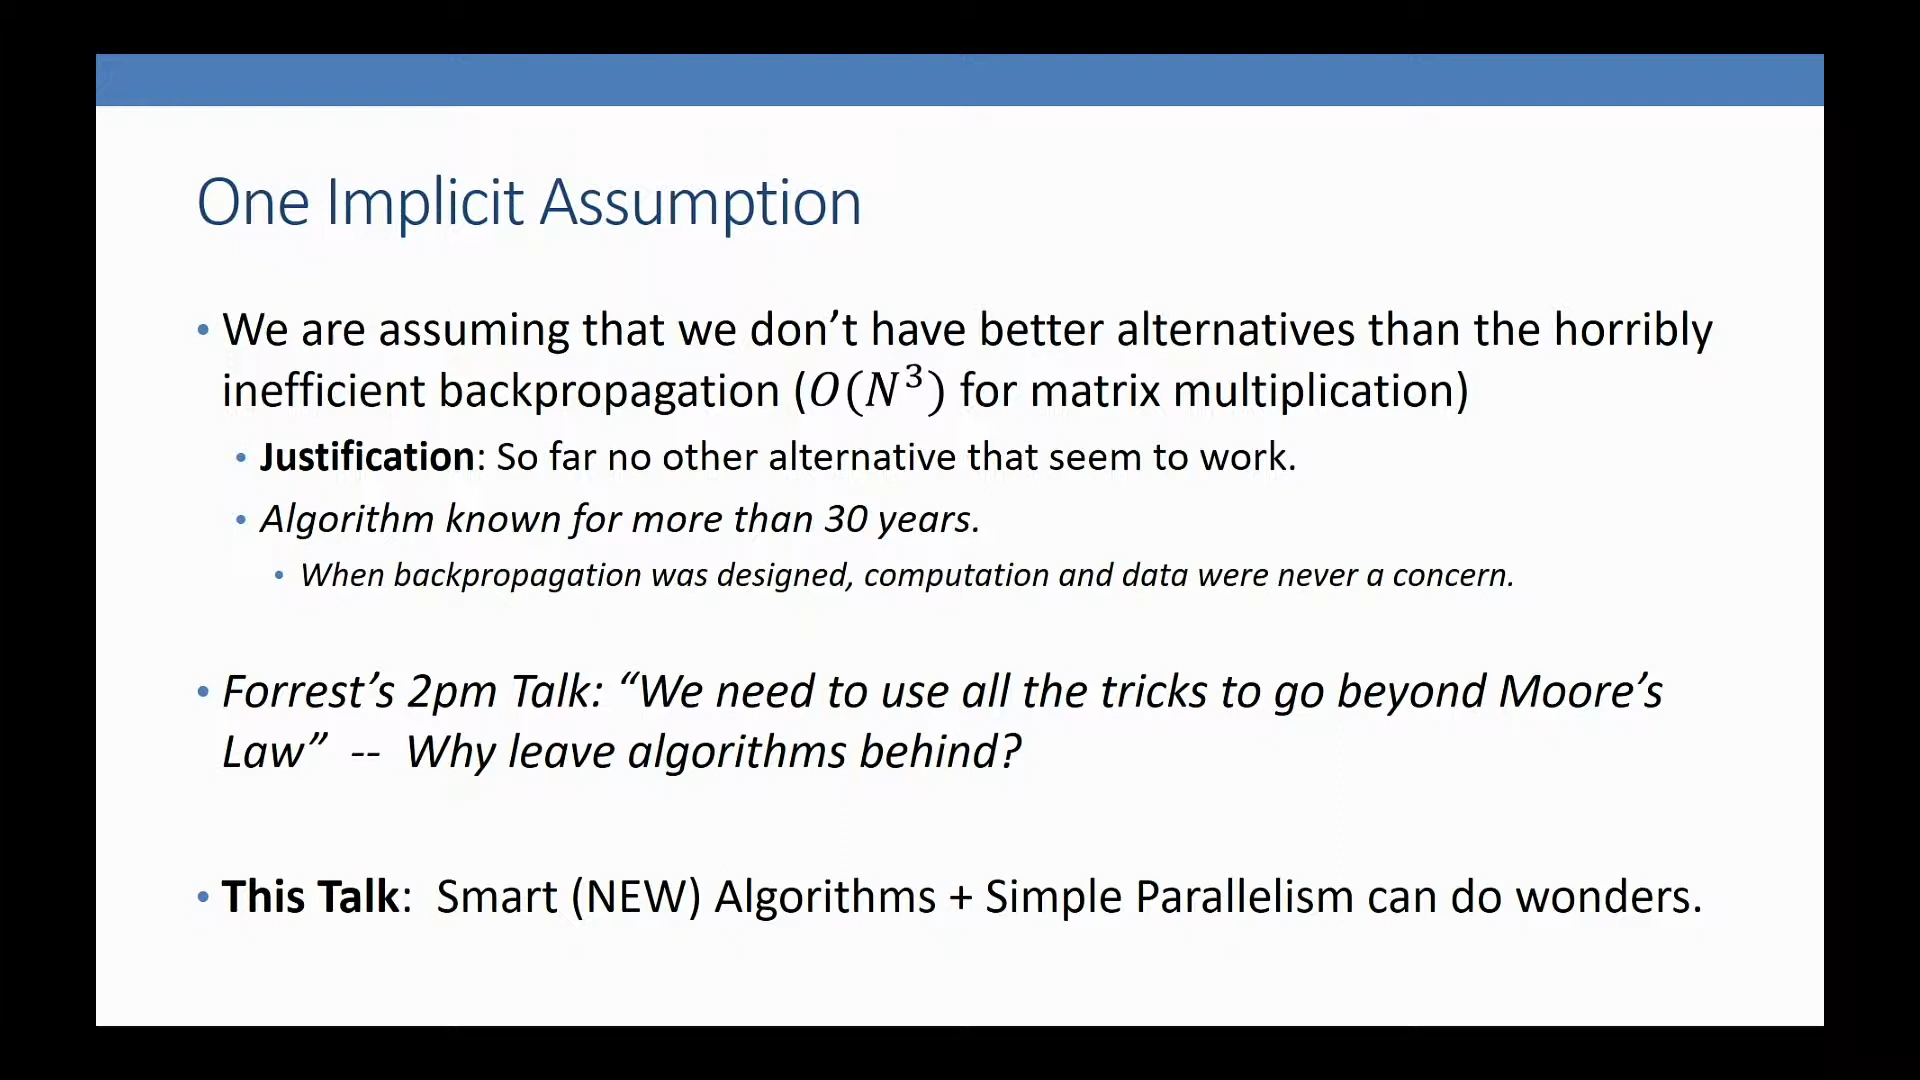 One Implicit Assumption
• We are assuming that we don’t have better alternatives than the horribly
inefficient backpropagation (O(N³) for matrix multiplication)
• Justification: So far no other alternative that seem to work.
• Algorithm known for more than 30 years.
• When backpropagation was designed, computation and data were never a concern.
• Forrest’s 2pm Talk: “We need to use all the tricks to go beyond Moore’s
Law” -- Why leave algorithms behind?
• This Talk: Smart (NEW) Algorithms + Simple Parallelism can do wonders.